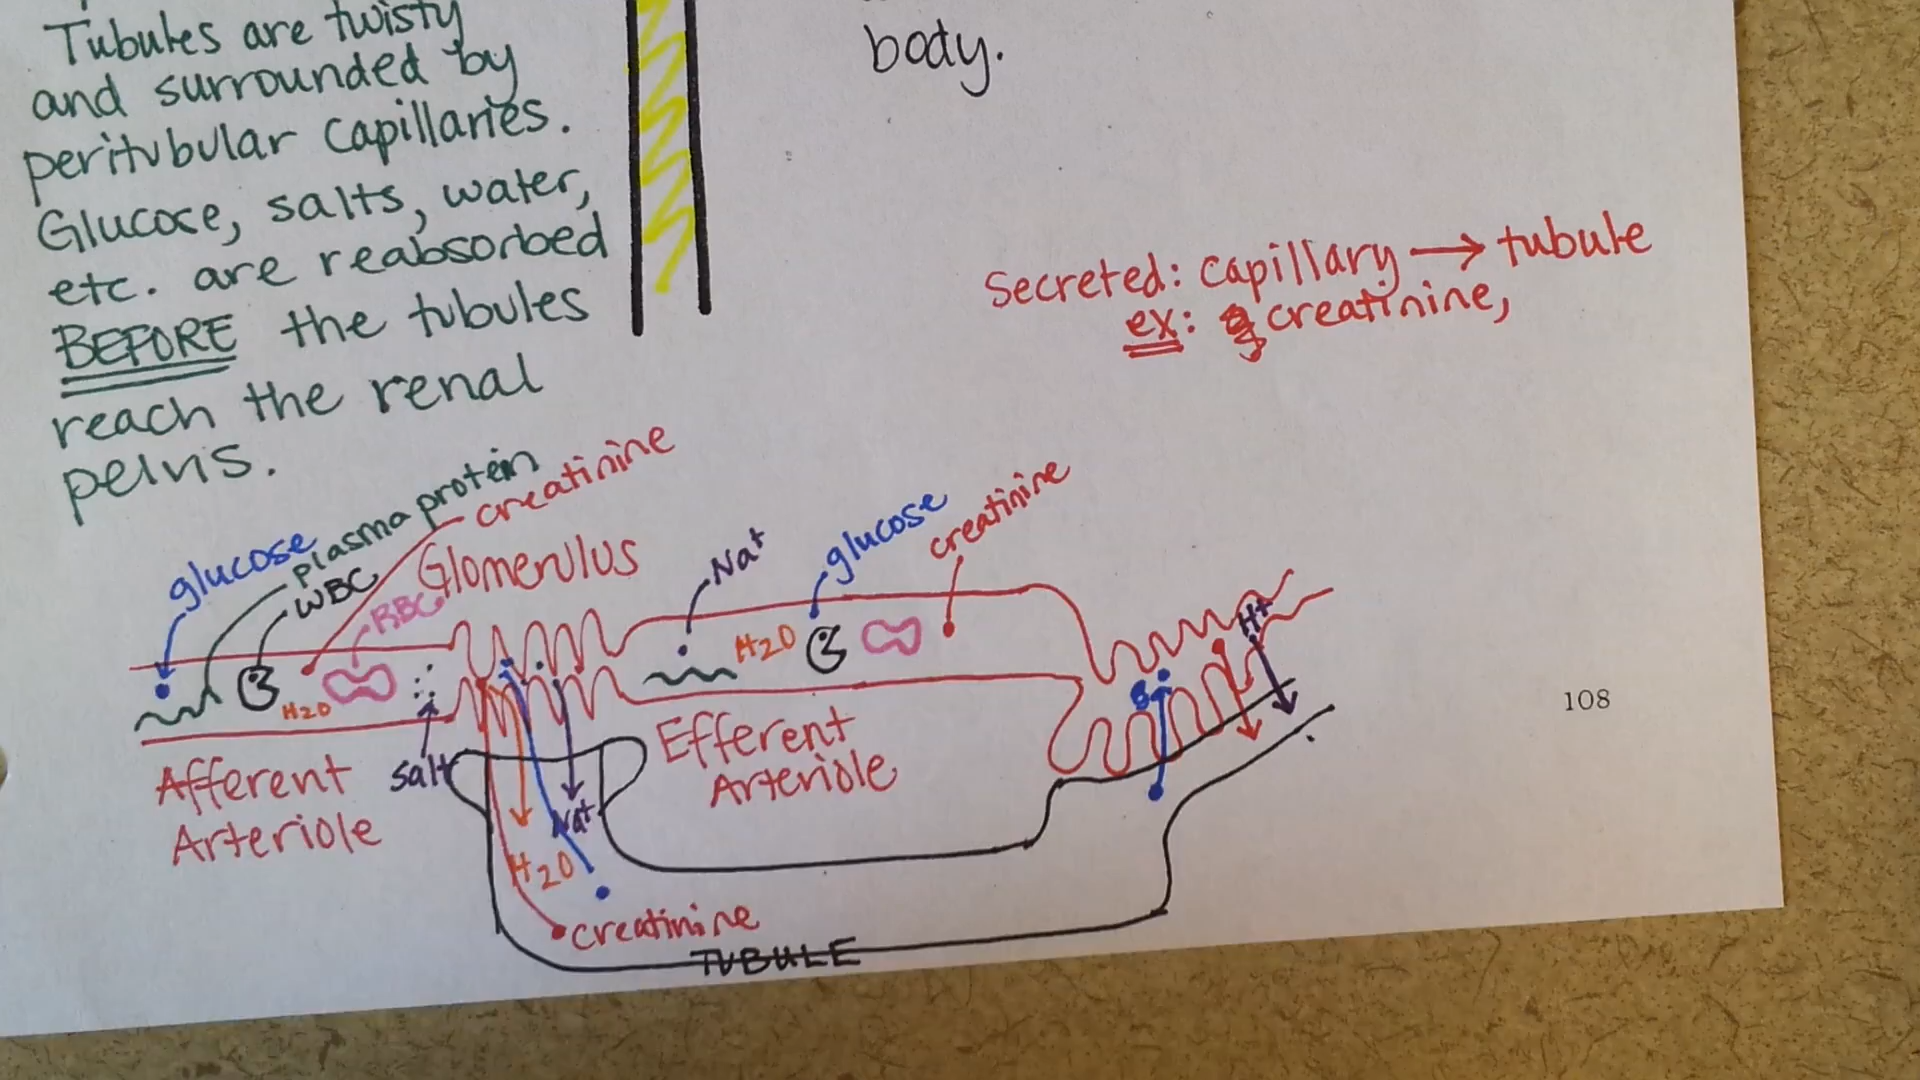 Tubules are twisty
and surrounded by
peritubular capillaries.
Glucose, salts, water,
etc. are reabsorbed
BEFORE the tubules
reach the renal
pelvis.
body.
Secreted: capillary → tubule
ex: creatinine,
glucose
plasma protein
creatinine
WBC
RBC
Glomerulus
Na+
glucose
creatinine
H+
H2O
H2O
salt
Afferent
Arteriole
Efferent
Arteriole
Na+
H2O
creatinine
TUBULE
108